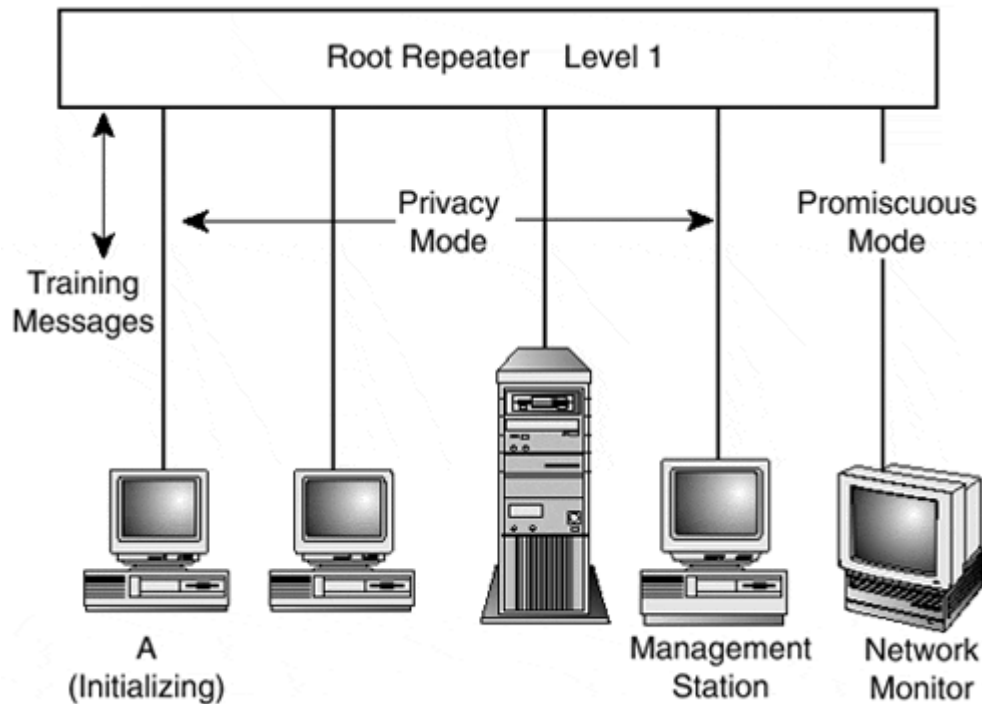 Root Repeater Level 1
Privacy
Mode
Promiscuous
Mode
Training
Messages
A
(Initializing)
Management
Station
Network
Monitor